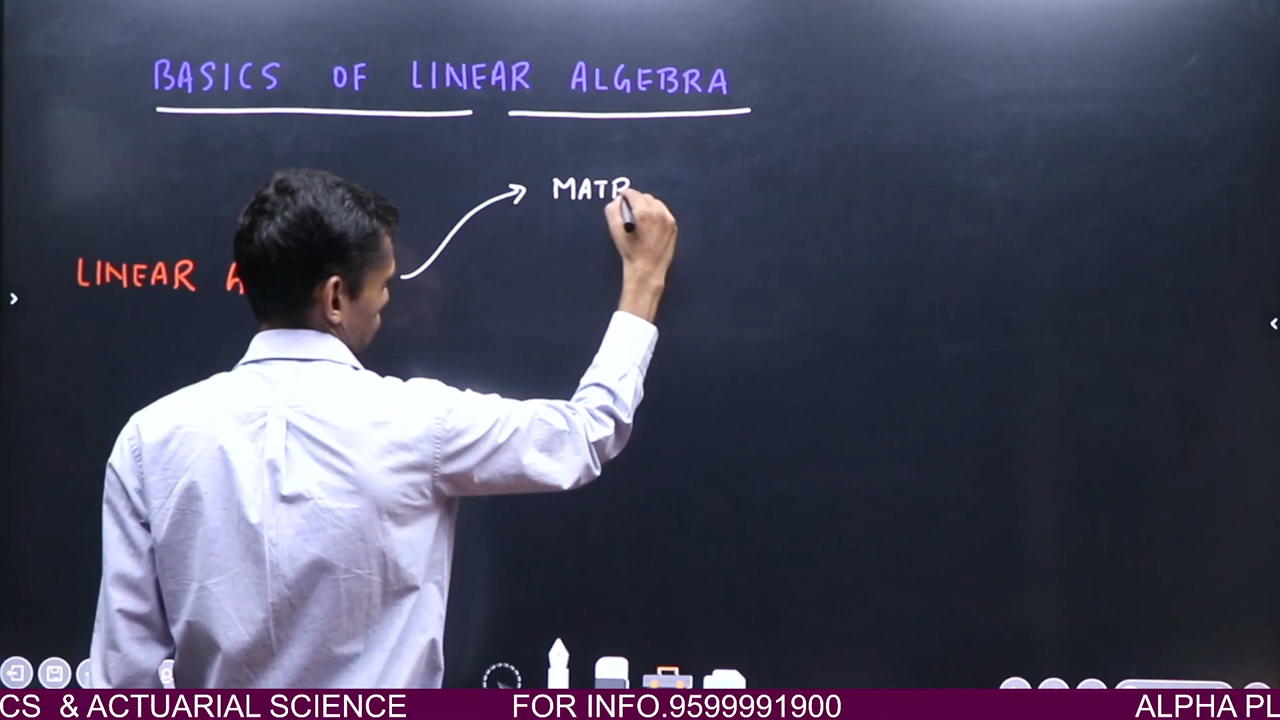 BASICS OF LINEAR ALGEBRA
MATR
LINEAR
CS & ACTUARIAL SCIENCE FOR INFO.9599991900 ALPHA PL